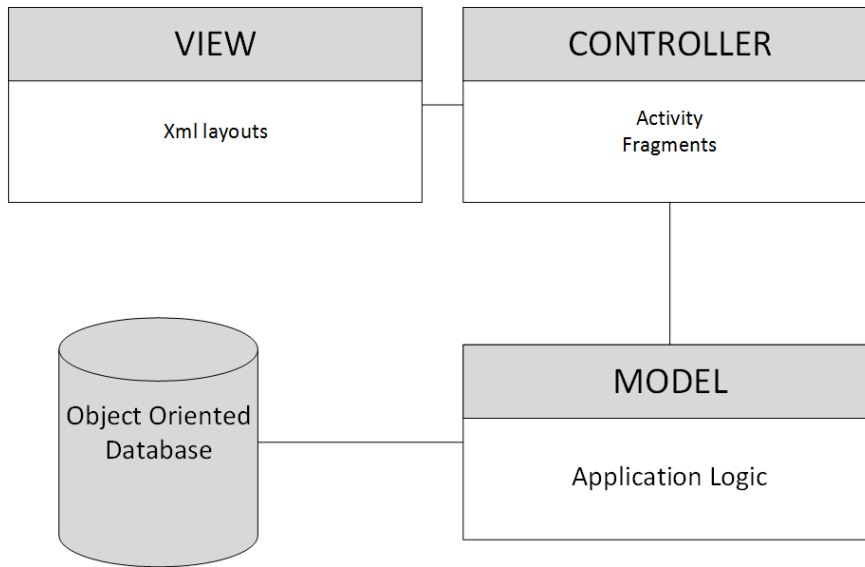 VIEW
Xml layouts
CONTROLLER
Activity
Fragments
Object Oriented
Database
MODEL
Application Logic